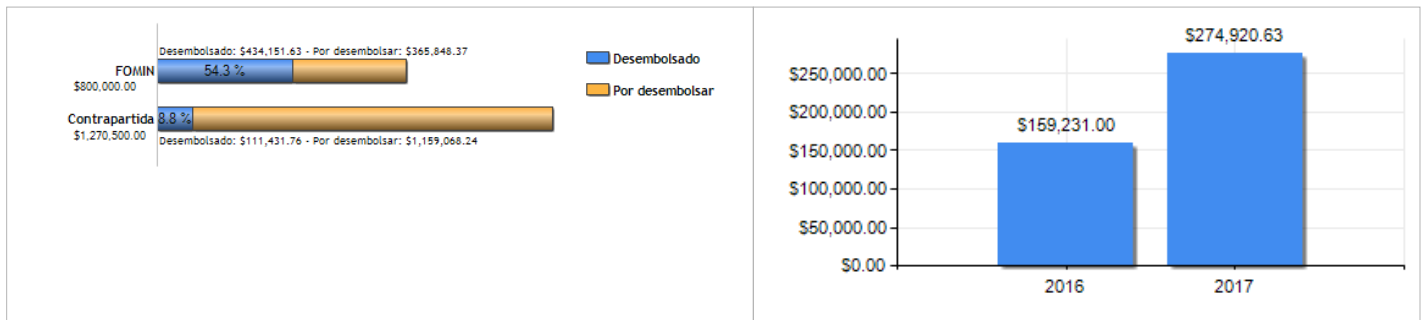 Desembolsado: $434,151.63 - Por desembolsar: $365,848.37
FOMIN
$800,000.00
54.3 %
Contrapartida
$1,270,500.00
8.8 %
Desembolsado: $111,431.76 - Por desembolsar: $1,159,068.24
Desembolsado
Por desembolsar
$274,920.63
$250,000.00
$200,000.00
$159,231.00
$150,000.00
$100,000.00
$50,000.00
$0.00
2016 2017